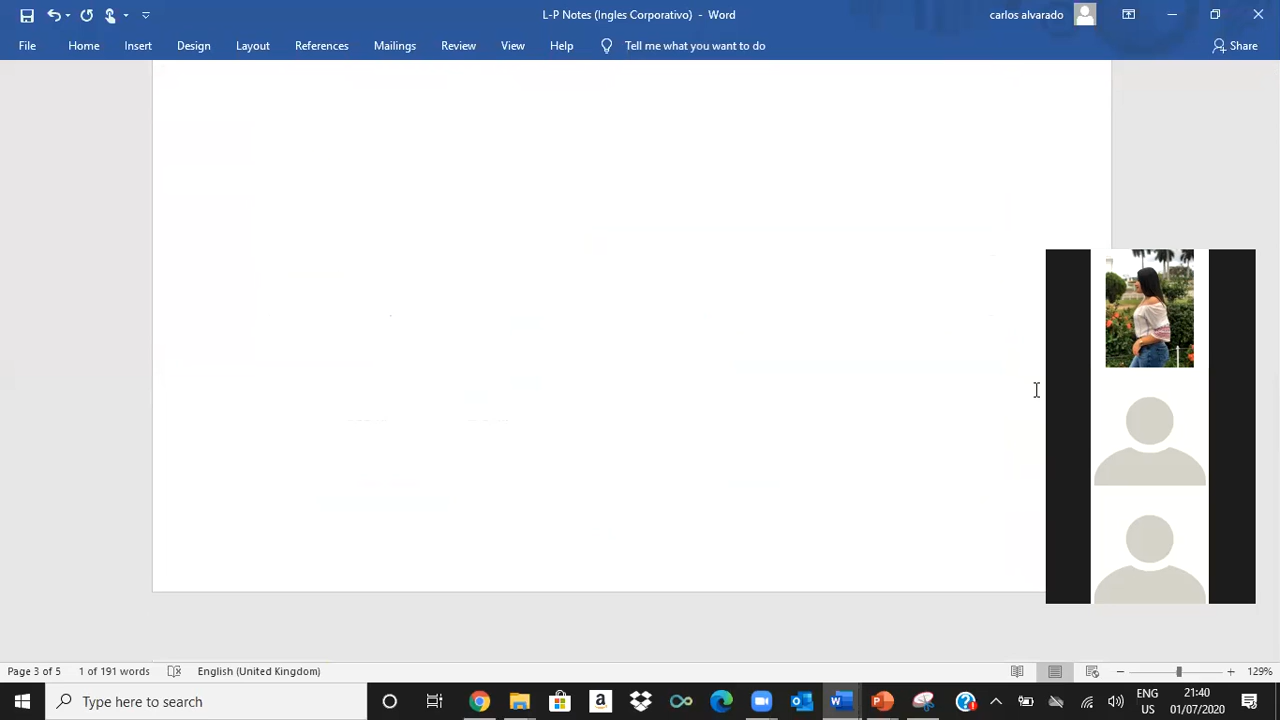 L-P Notes (Ingles Corporativo) - Word
carlos alvarado
File Home Insert Design Layout References Mailings Review View Help Tell me what you want to do Share
Page 3 of 5 1 of 191 words English (United Kingdom) 129%
Type here to search
ENG
US
21:40
01/07/2020